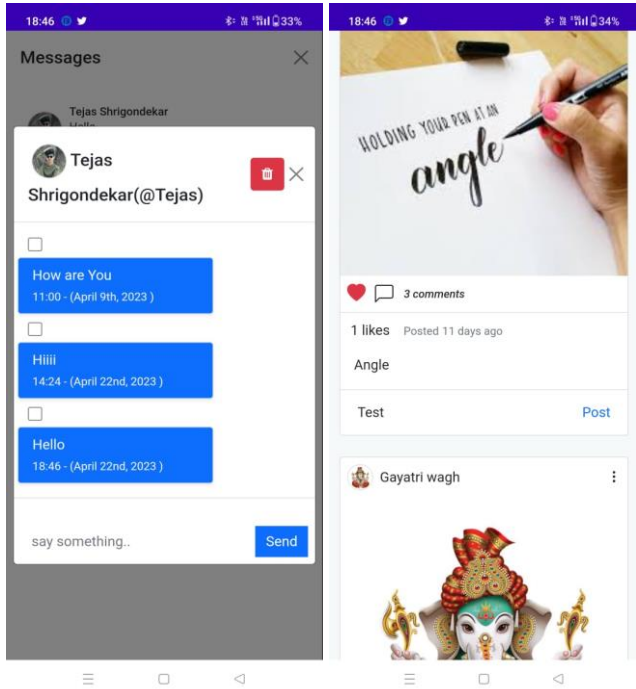 18:46
33%
Messages
Tejas Shrigondekar
Tejas
Shrigondekar(@Tejas)
How are You
11:00 - (April 9th, 2023 )
Hiiii
14:24 - (April 22nd, 2023 )
Hello
18:46 - (April 22nd, 2023 )
say something..
Send
18:46
34%
HOLDING YOUR PEN AT AN
angle
3 comments
1 likes Posted 11 days ago
Angle
Test
Post
Gayatri wagh